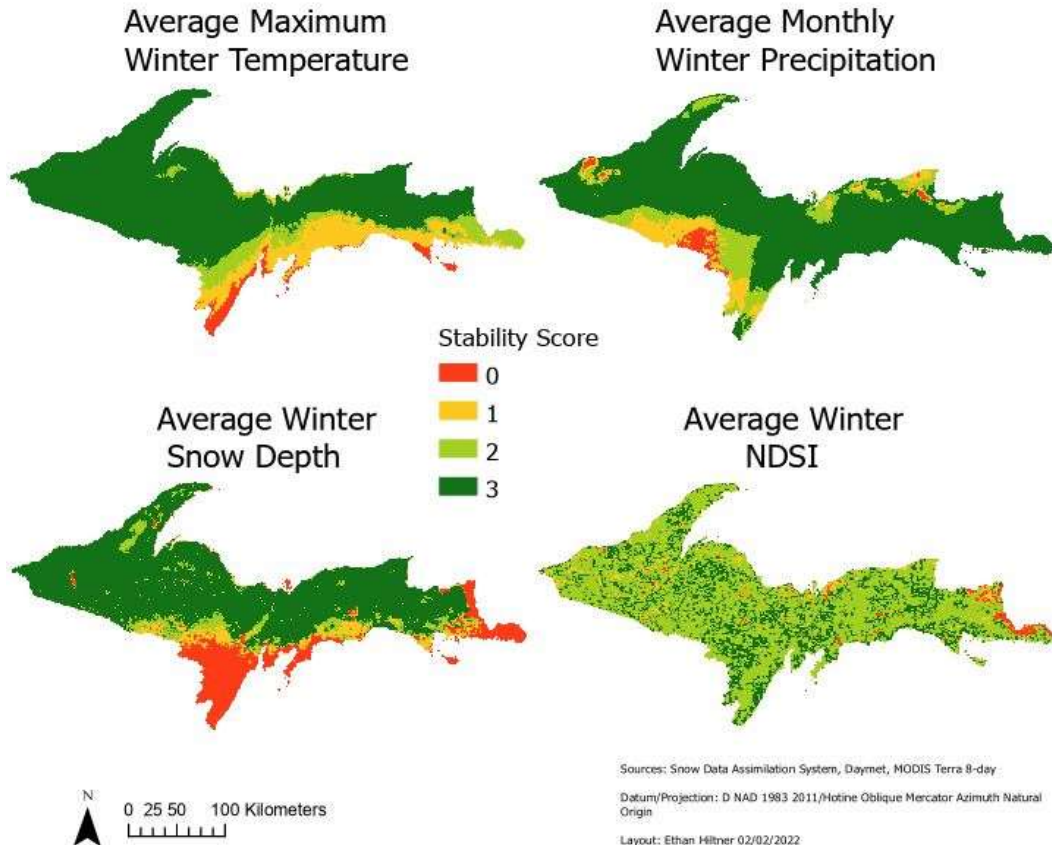 Average Maximum
Winter Temperature
Average Monthly
Winter Precipitation
Stability Score
0
1
2
3
Average Winter
Snow Depth
Average Winter
NDSI
N
0 25 50 100 Kilometers
Sources: Snow Data Assimilation System, Daymet, MODIS Terra 8-day
Datum/Projection: D NAD 1983 2011/Hotine Oblique Mercator Azimuth Natural
Origin
Layout: Ethan Hiltner 02/02/2022